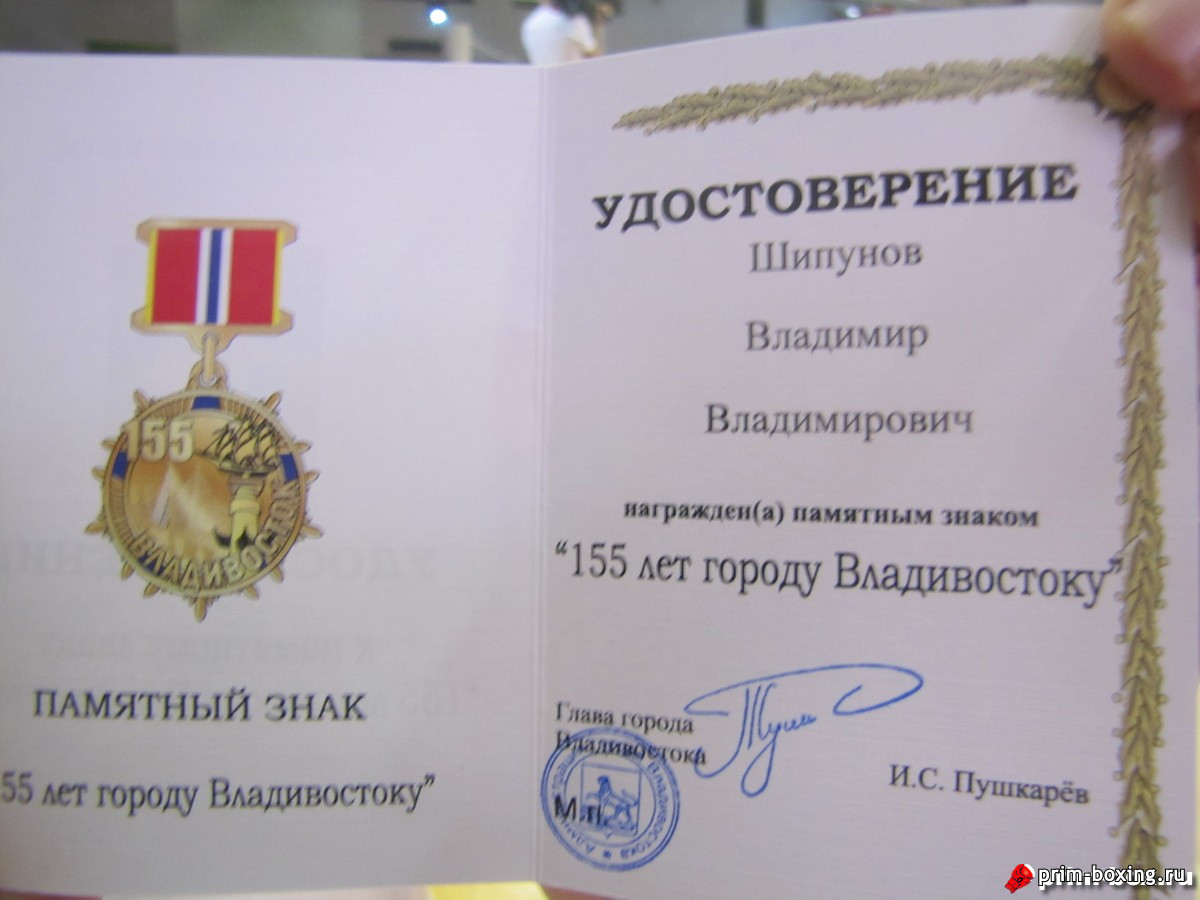 155
ВЛАДИВОСТОК
ПАМЯТНЫЙ ЗНАК
55 лет городу Владивостоку”
УДОСТОВЕРЕНИЕ
Шипунов
Владимир
Владимирович
награжден(а) памятным знаком
“155 лет городу Владивостоку”
Глава города
Владивостока
М.п.
И.С. Пушкарёв
prim-boxing.ru